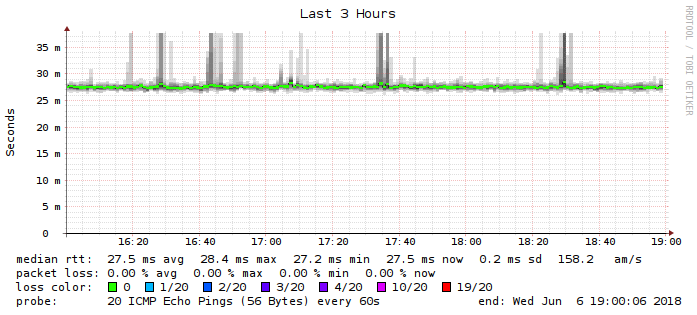 Last 3 Hours
RRDTOOL / TOBI OETIKER
Seconds
35 m
30 m
25 m
20 m
15 m
10 m
5 m
0
16:20 16:40 17:00 17:20 17:40 18:00 18:20 18:40 19:00
median rtt: 27.5 ms avg 28.4 ms max 27.2 ms min 27.5 ms now 0.2 ms sd 158.2 am/s
packet loss: 0.00 % avg 0.00 % max 0.00 % min 0.00 % now
loss color: 0 1/20 2/20 3/20 4/20 10/20 19/20
probe: 20 ICMP Echo Pings (56 Bytes) every 60s end: Wed Jun 6 19:00:06 2018